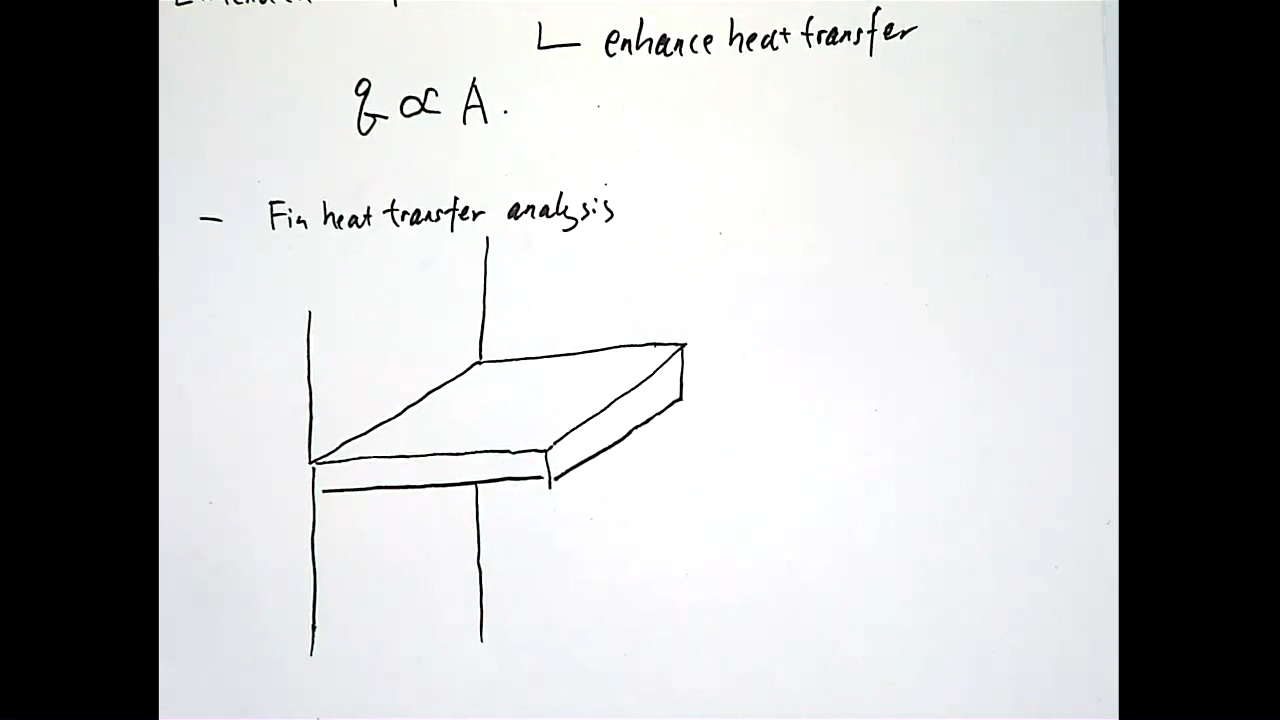 enhance heat transfer
q ∝ A.
- Fin heat transfer analysis